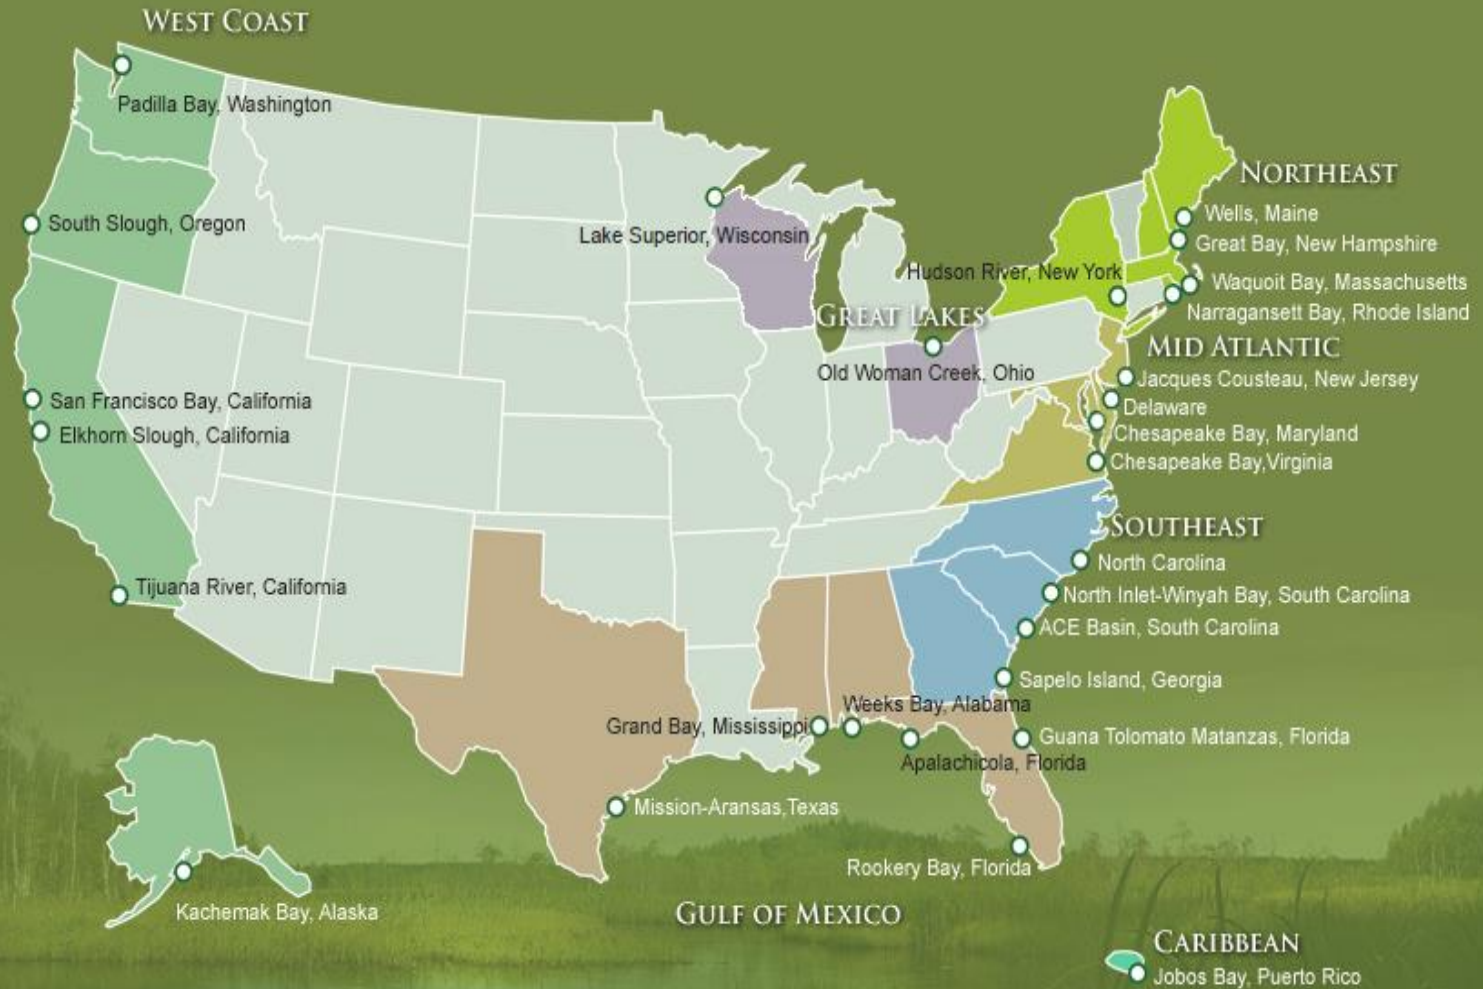 WEST COAST
Padilla Bay, Washington
South Slough, Oregon
San Francisco Bay, California
Elkhorn Slough, California
Tijuana River, California
Kachemak Bay, Alaska
Lake Superior, Wisconsin
GREAT LAKES
Old Woman Creek, Ohio
NORTHEAST
Wells, Maine
Great Bay, New Hampshire
Hudson River, New York
Waquoit Bay, Massachusetts
Narragansett Bay, Rhode Island
MID ATLANTIC
Jacques Cousteau, New Jersey
Delaware
Chesapeake Bay, Maryland
Chesapeake Bay,Virginia
SOUTHEAST
North Carolina
North Inlet-Winyah Bay, South Carolina
ACE Basin, South Carolina
Sapelo Island, Georgia
Guana Tolomato Matanzas, Florida
Weeks Bay, Alabama
Grand Bay, Mississippi
Apalachicola, Florida
Mission-Aransas,Texas
Rookery Bay, Florida
GULF OF MEXICO
CARIBBEAN
Jobos Bay, Puerto Rico